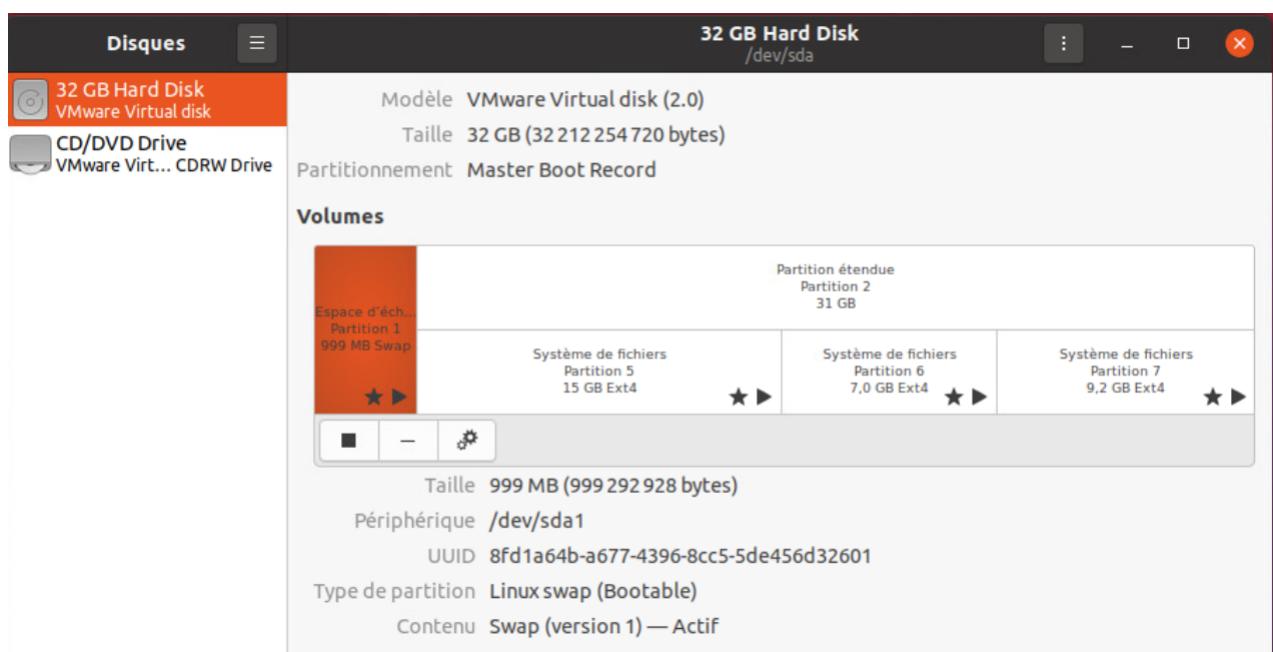 Disques
32 GB Hard Disk
/dev/sda
32 GB Hard Disk
VMware Virtual disk
CD/DVD Drive
VMware Virt... CDRW Drive
Modèle VMware Virtual disk (2.0)
Taille 32 GB (32 212 254 720 bytes)
Partitionnement Master Boot Record
Volumes
Espace d'éch...
Partition 1
999 MB Swap
Partition étendue
Partition 2
31 GB
Système de fichiers
Partition 5
15 GB Ext4
Système de fichiers
Partition 6
7,0 GB Ext4
Système de fichiers
Partition 7
9,2 GB Ext4
Taille 999 MB (999 292 928 bytes)
Périphérique /dev/sda1
UUID 8fd1a64b-a677-4396-8cc5-5de456d32601
Type de partition Linux swap (Bootable)
Contenu Swap (version 1) — Actif